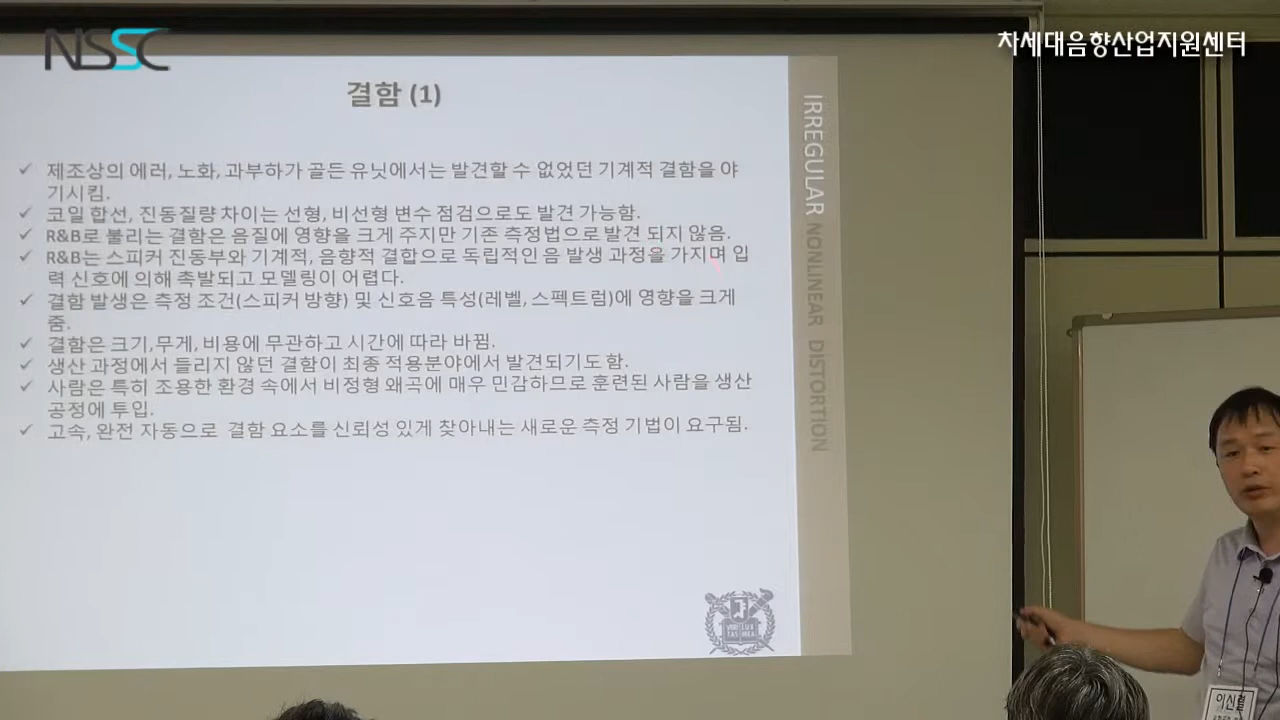 NSSC
차세대음향산업지원센터
결함 (1)
✓ 제조상의 애러, 노화, 과부하가 골든 유닛에서는 발견할 수 없었던 기계적 결함을 야
기시킴.
✓ 코일 합선, 진동질량 차이는 선형, 비선형 변수 점검으로도 발견 가능함.
✓ R&B로 불리는 결함은 음질에 영향을 크게 주지만 기존 측정법으로 발견 되지 않음.
✓ R&B는 스피커 진동부와 기계적, 음향적 결합으로 독립적인 음 발생 과정을 가지며 입
력 신호에 의해 촉발되고 모델링이 어렵다.
✓ 결함 발생은 측정 조건(스피커 방향) 및 신호음 특성(레벨, 스펙트럼)에 영향을 크게
줌.
✓ 결함은 크기,무게, 비용에 무관하고 시간에 따라 바뀜.
✓ 생산 과정에서 들리지 않던 결함이 최종 적용분야에서 발견되기도 함.
✓ 사람은 특히 조용한 환경 속에서 비정형 왜곡에 매우 민감하므로 훈련된 사람을 생산
공정에 투입.
✓ 고속, 완전 자동으로 결함 요소를 신뢰성 있게 찾아내는 새로운 측정 기법이 요구됨.
IRREGULAR NONLINEAR DISTORTION
VERI LUX
TAS MEA
이신렬